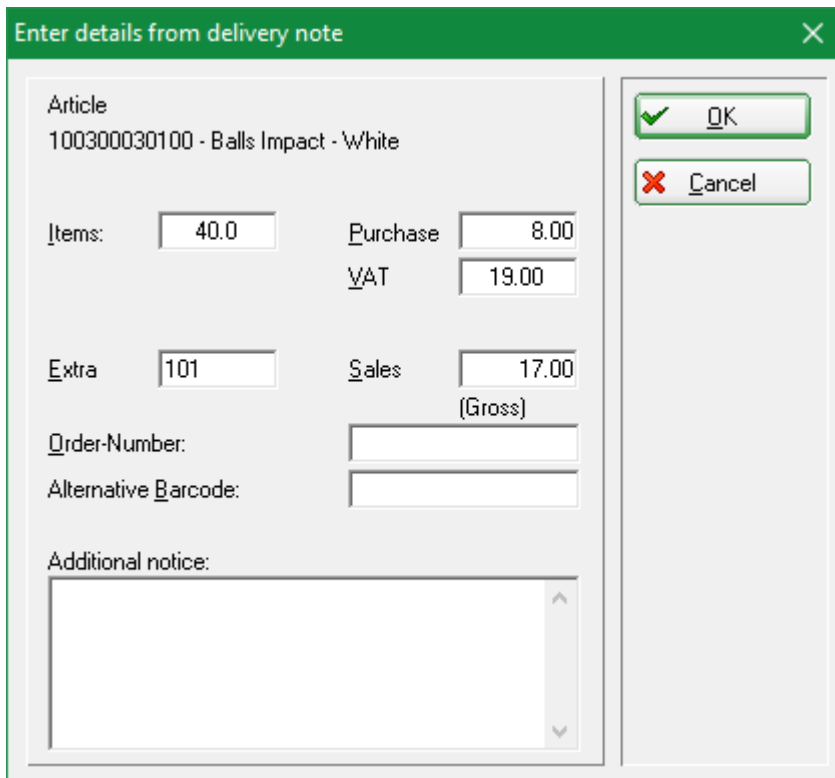 Enter details from delivery note
Article
100300030100 - Balls Impact - White
OK
Cancel
Items: 40.0 Purchase 8.00
VAT 19.00
Extra 101 Sales 17.00
(Gross)
Order-Number:
Alternative Barcode:
Additional notice: